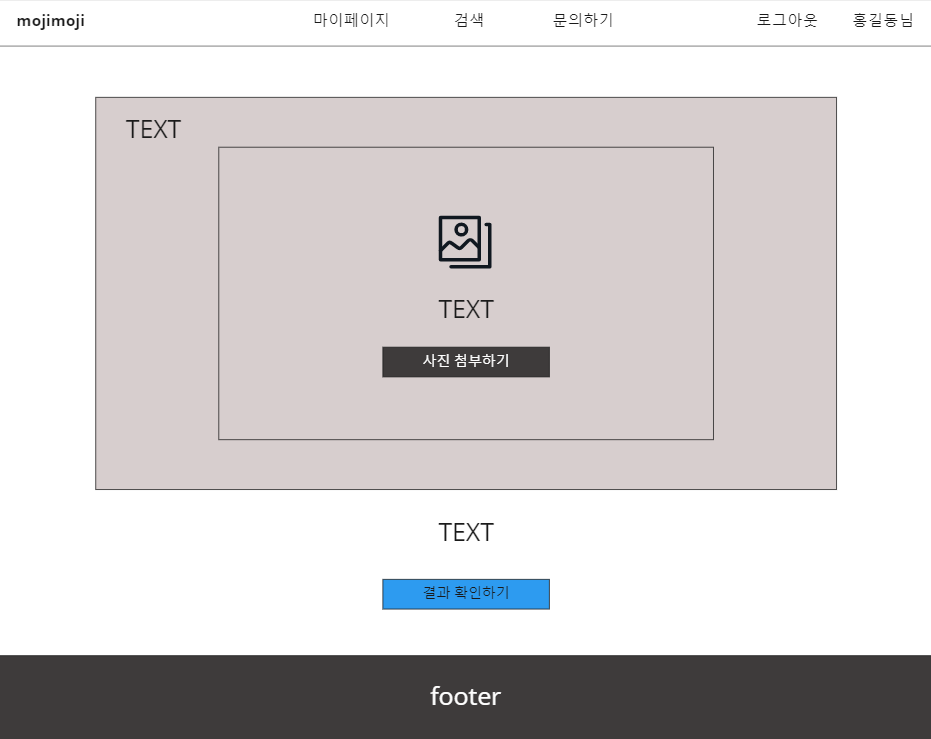 mojimoji 마이페이지 검색 문의하기 로그아웃 홍길동님
TEXT
TEXT
사진 첨부하기
TEXT
결과 확인하기
footer